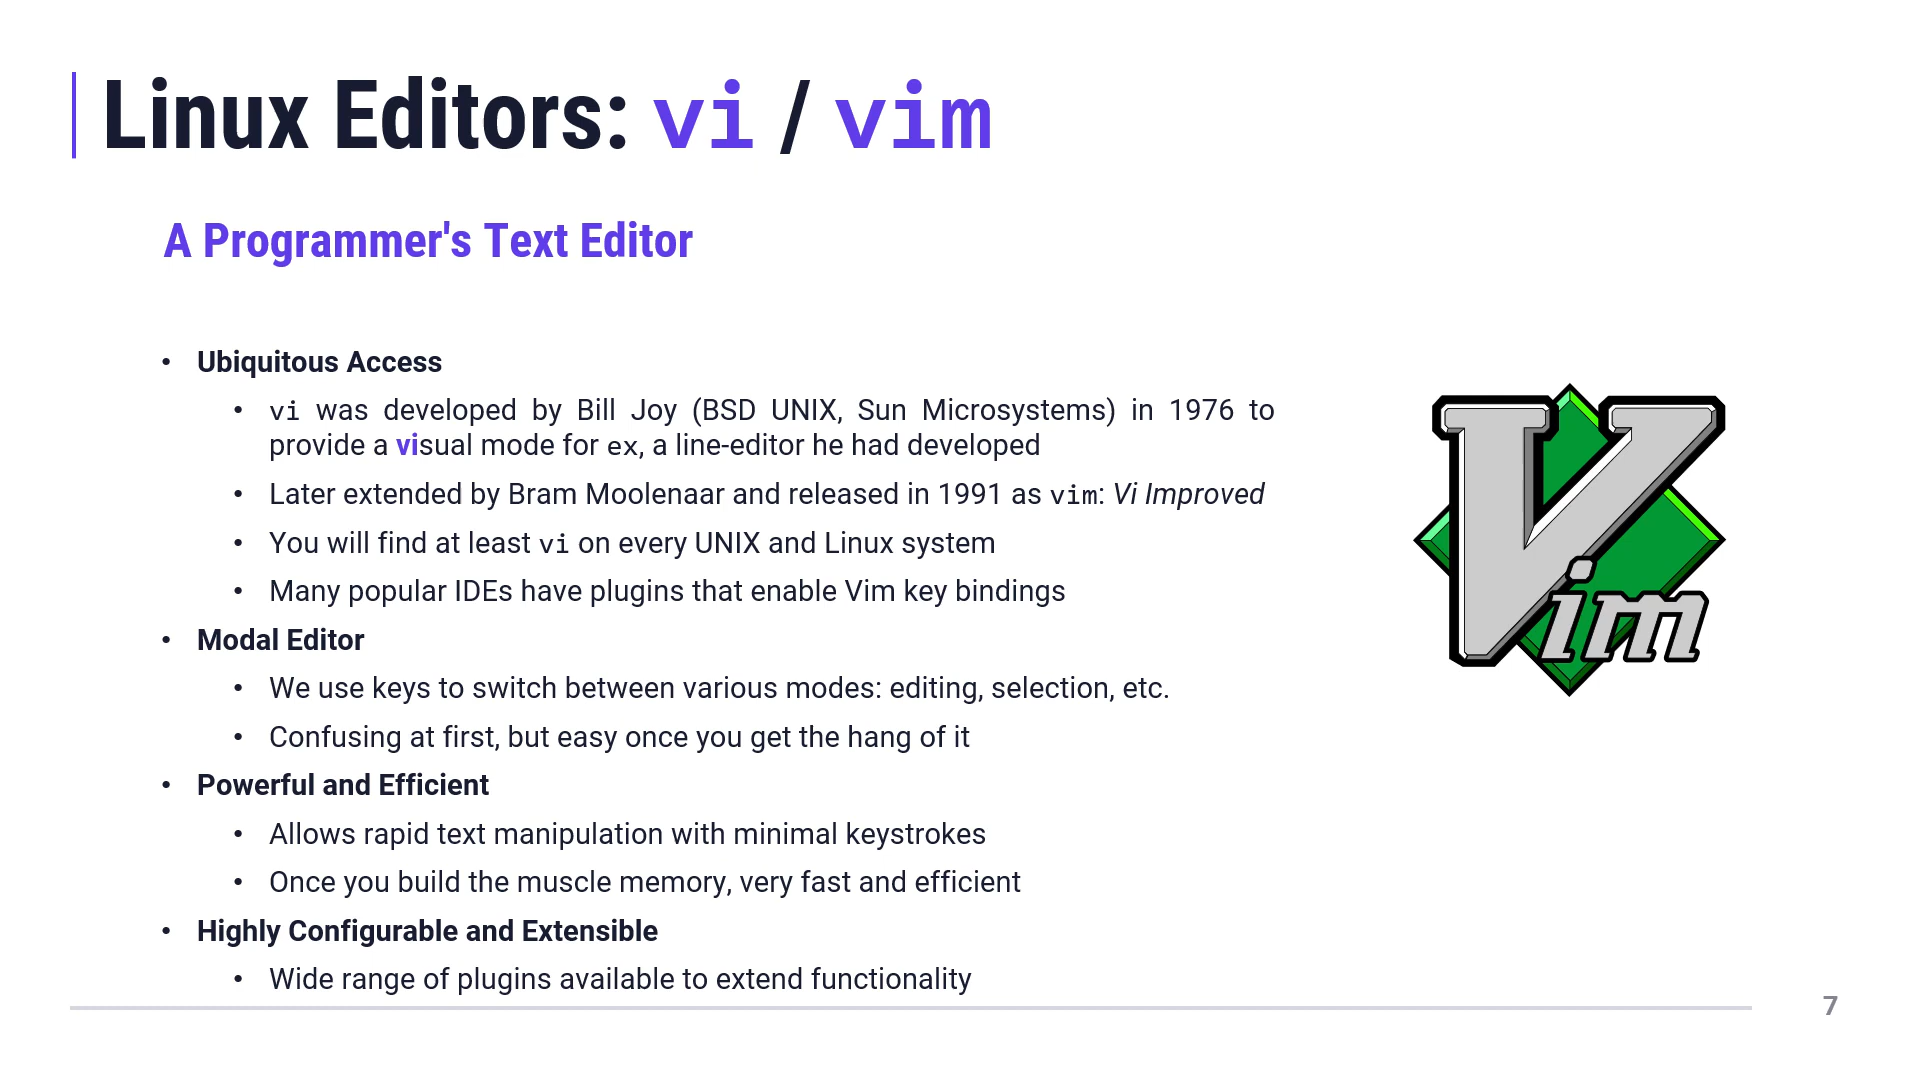 Linux Editors: vi / vim
A Programmer's Text Editor
• Ubiquitous Access
• vi was developed by Bill Joy (BSD UNIX, Sun Microsystems) in 1976 to
provide a visual mode for ex, a line-editor he had developed
• Later extended by Bram Moolenaar and released in 1991 as vim: Vi Improved
• You will find at least vi on every UNIX and Linux system
• Many popular IDEs have plugins that enable Vim key bindings
• Modal Editor
• We use keys to switch between various modes: editing, selection, etc.
• Confusing at first, but easy once you get the hang of it
• Powerful and Efficient
• Allows rapid text manipulation with minimal keystrokes
• Once you build the muscle memory, very fast and efficient
• Highly Configurable and Extensible
• Wide range of plugins available to extend functionality
Vim
7